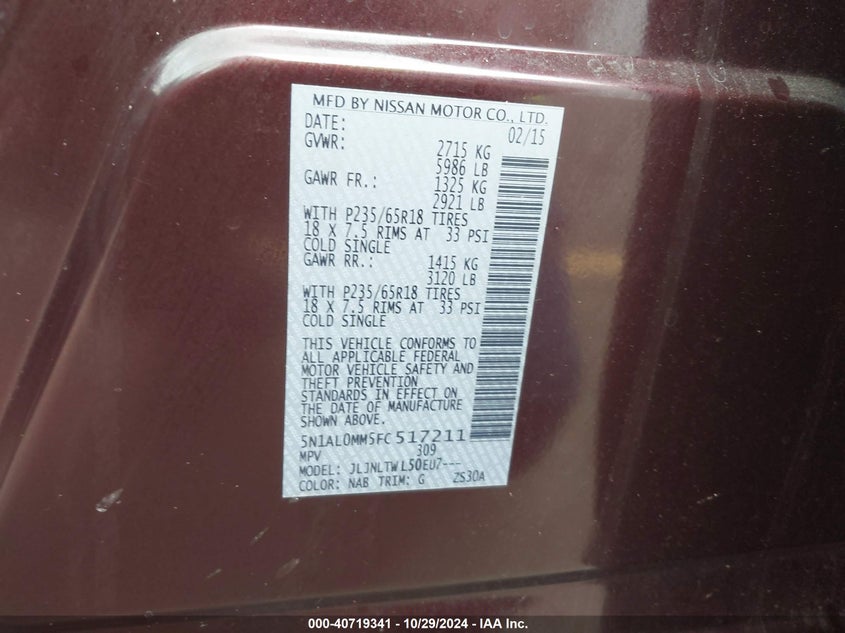 MFD BY NISSAN MOTOR CO., LTD.
DATE: 02/15
GVWR: 2715 KG
5986 LB
GAWR FR.: 1325 KG
2921 LB
WITH P235/65R18 TIRES
18 X 7.5 RIMS AT 33 PSI
COLD SINGLE
GAWR RR.: 1415 KG
3120 LB
WITH P235/65R18 TIRES
18 X 7.5 RIMS AT 33 PSI
COLD SINGLE
THIS VEHICLE CONFORMS TO
ALL APPLICABLE FEDERAL
MOTOR VEHICLE SAFETY AND
THEFT PREVENTION
STANDARDS IN EFFECT ON
THE DATE OF MANUFACTURE
SHOWN ABOVE.
5N1AL0MM5FC517211
MPV 309
MODEL: JLJNLTWL50EU7---
COLOR: NAB TRIM: G ZS30A
000-40719341 - 10/29/2024 - IAA Inc.